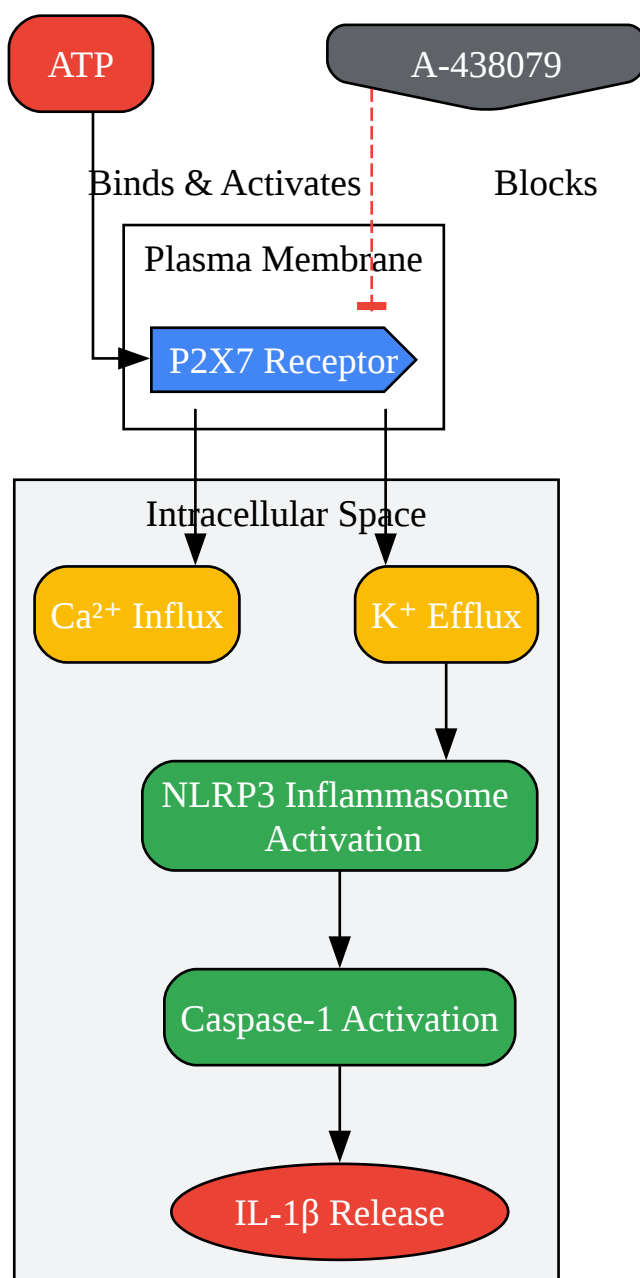 ATP
A-438079
Binds & Activates
Blocks
Plasma Membrane
P2X7 Receptor
Intracellular Space
Ca²⁺ Influx
K⁺ Efflux
NLRP3 Inflammasome
Activation
Caspase-1 Activation
IL-1β Release